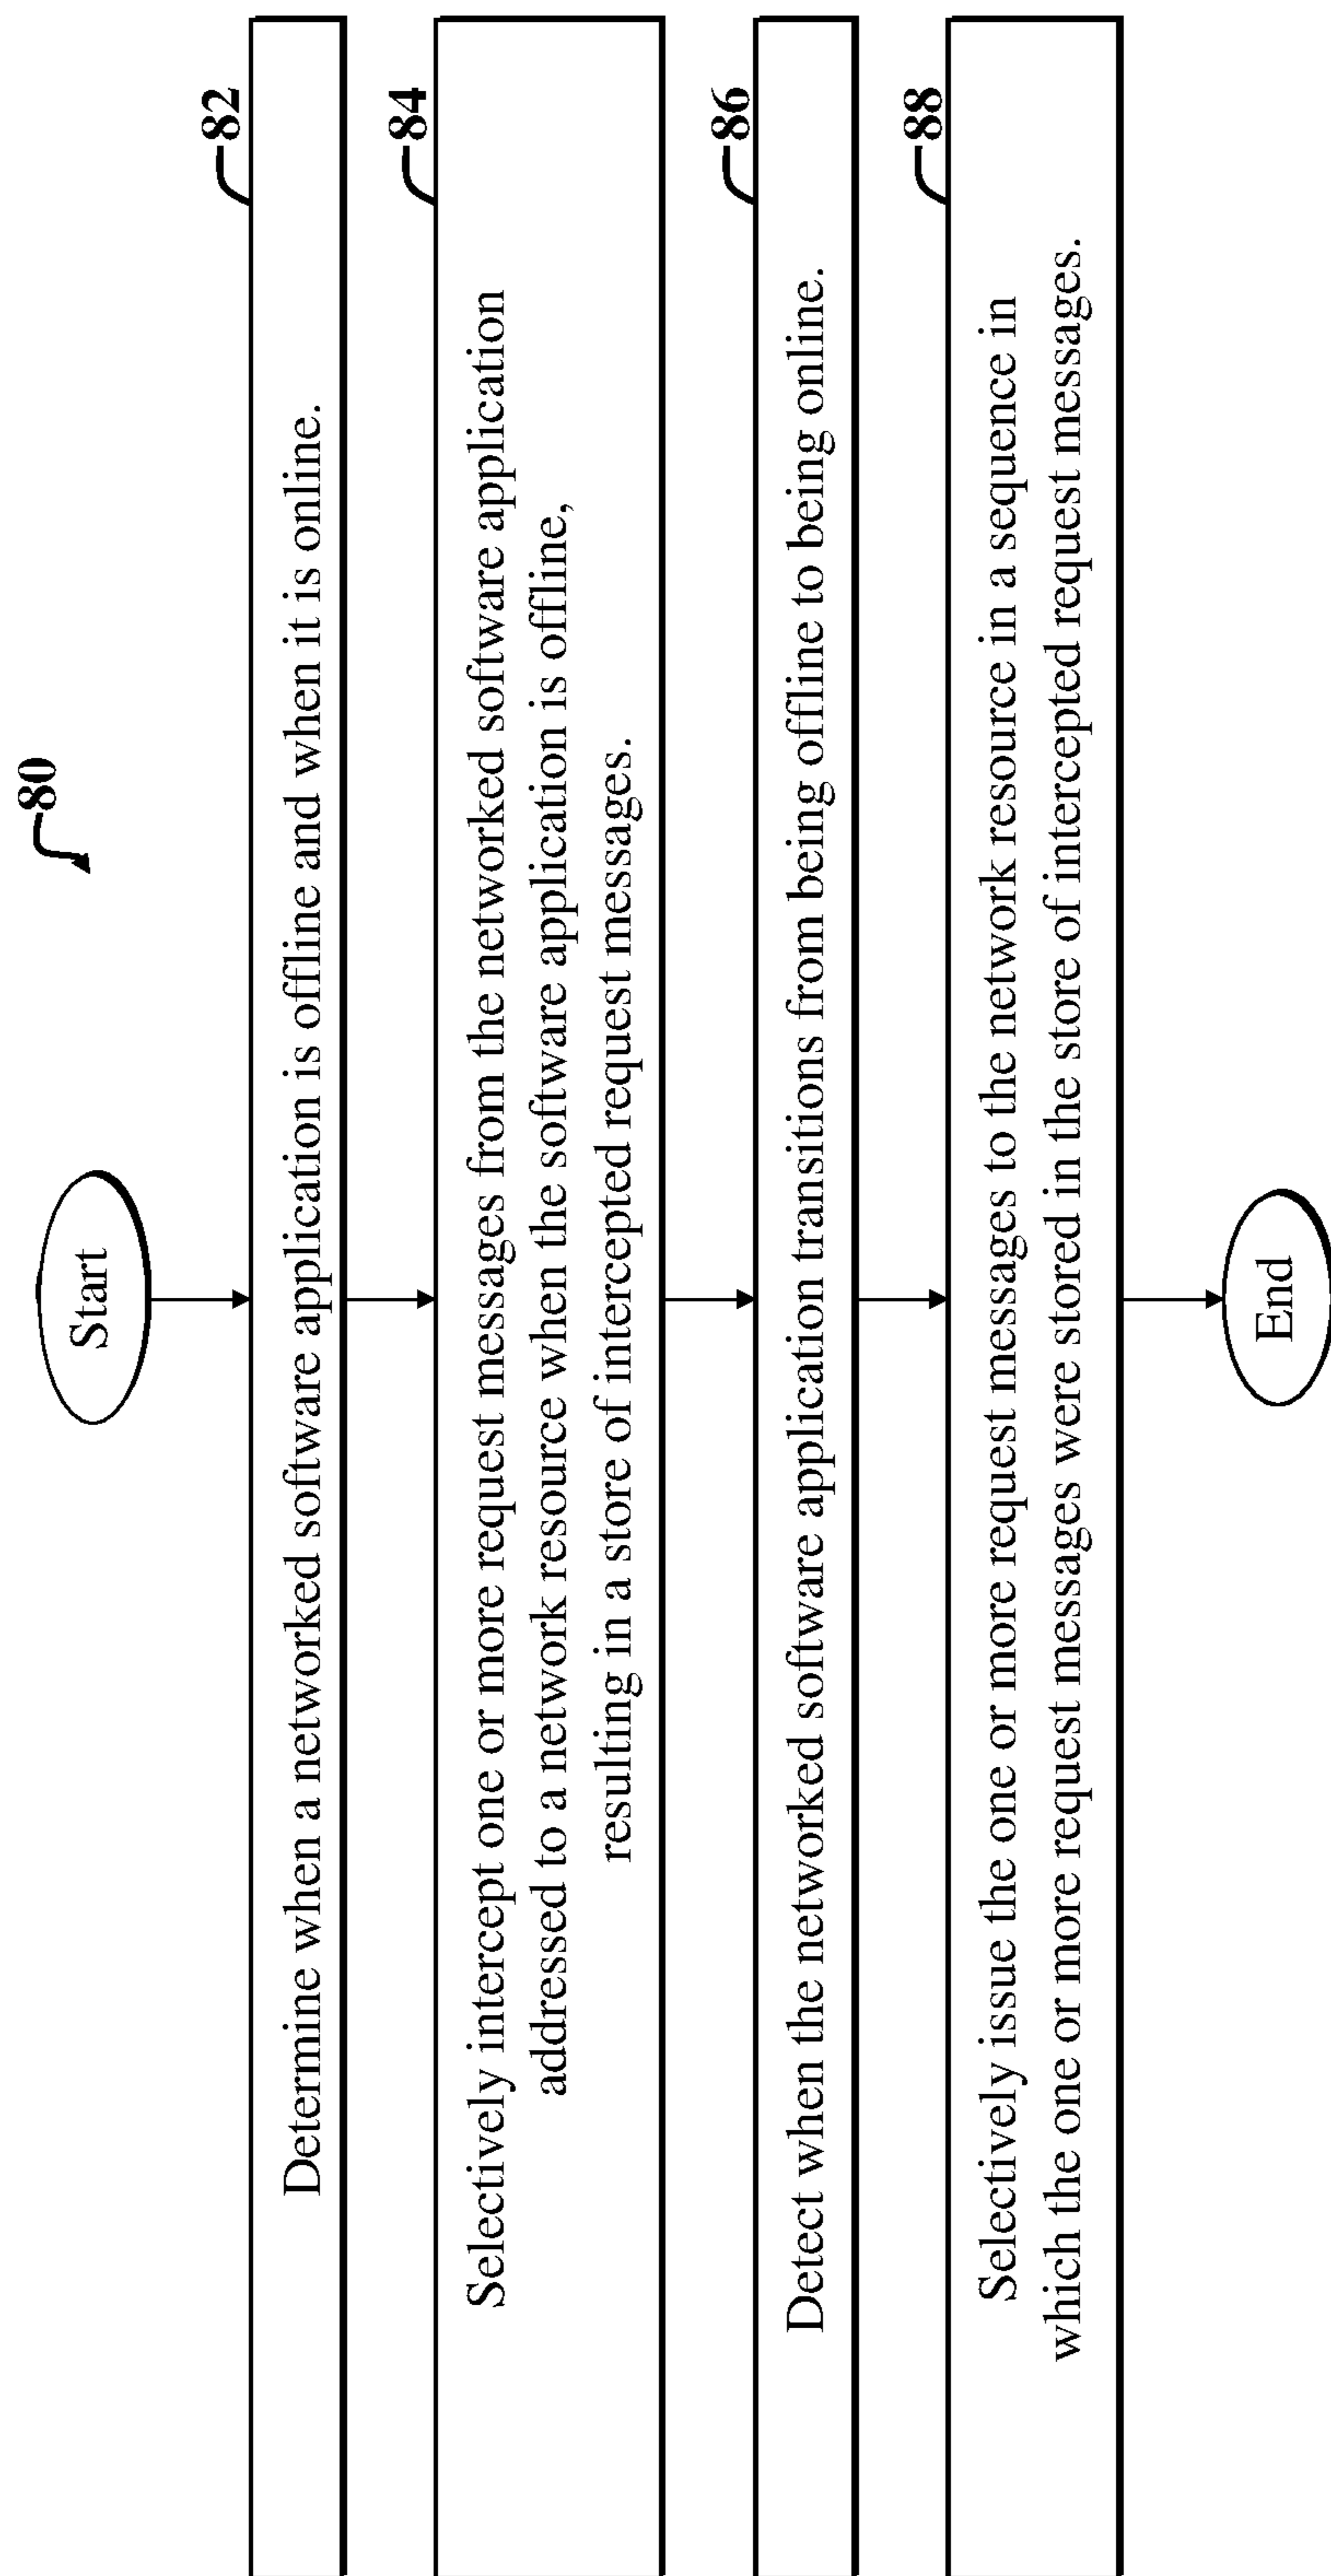 80
Start
82
Determine when a networked software application is offline and when it is online.
84
Selectively intercept one or more request messages from the networked software application
addressed to a network resource when the software application is offline,
resulting in a store of intercepted request messages.
86
Detect when the networked software application transitions from being offline to being online.
88
Selectively issue the one or more request messages to the network resource in a sequence in
which the one or more request messages were stored in the store of intercepted request messages.
End